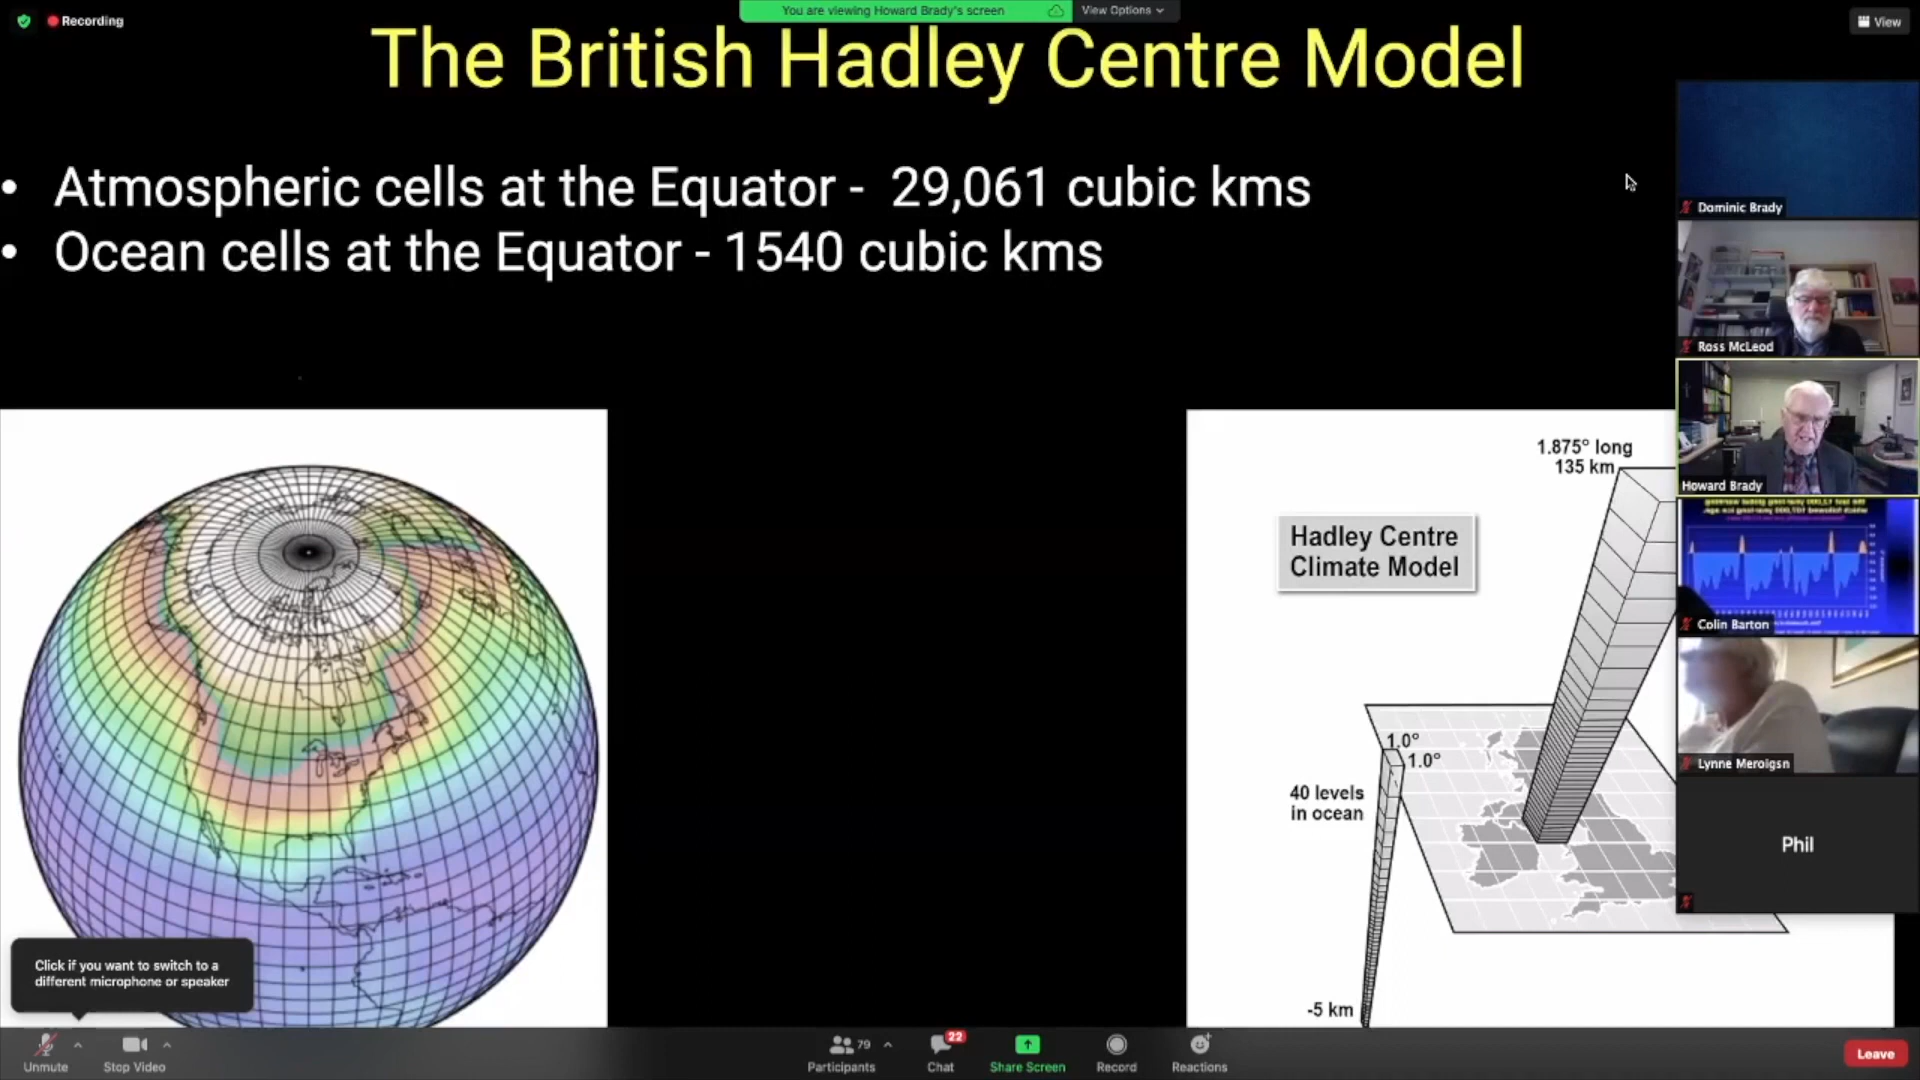 Recording
You are viewing Howard Brady's screen
View Options
View
The British Hadley Centre Model
• Atmospheric cells at the Equator - 29,061 cubic kms
• Ocean cells at the Equator - 1540 cubic kms
Dominic Brady
Ross McLeod
Howard Brady
Colin Barton
Lynne Meroigsn
Phil
1.875° long
135 km
Hadley Centre
Climate Model
1.0°
1.0°
40 levels
in ocean
-5 km
Click if you want to switch to a
different microphone or speaker
Unmute
Stop Video
79
Participants
22
Chat
Share Screen
Record
Reactions
Leave